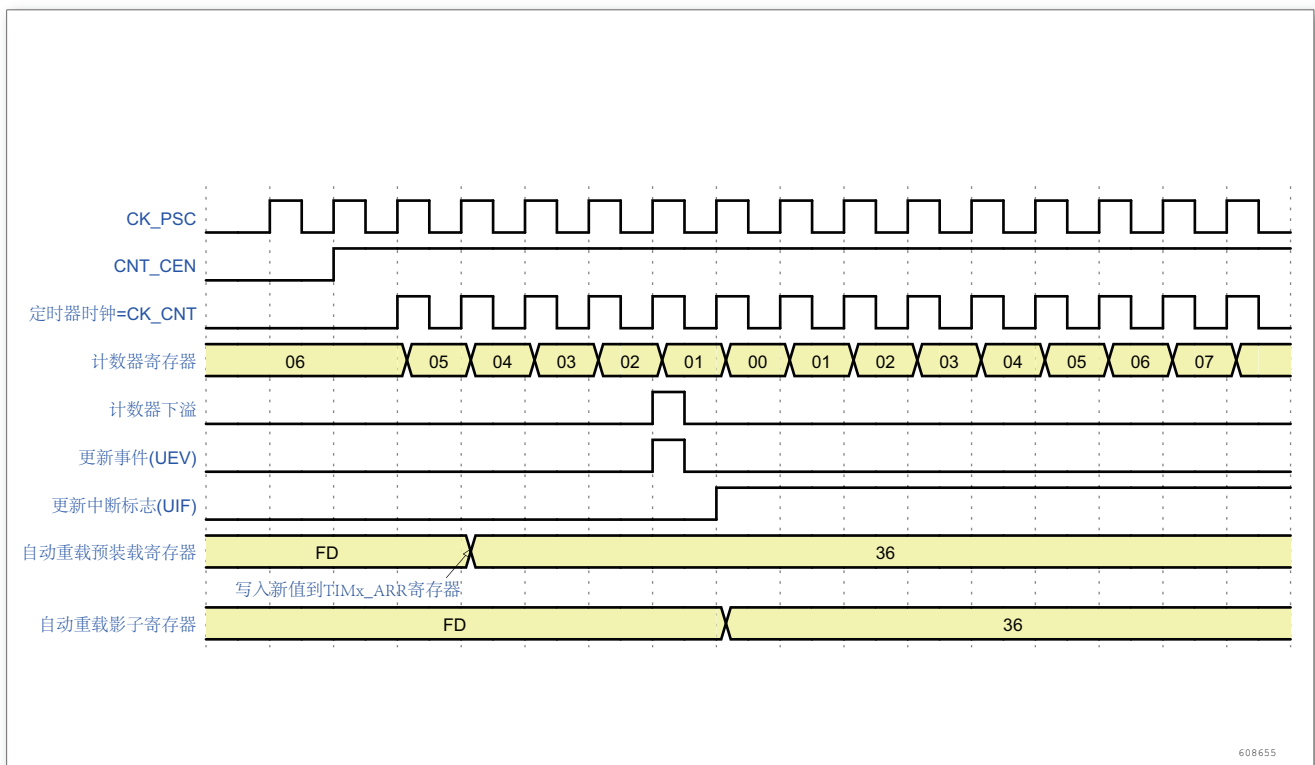 CK_PSC
CNT_CEN
定时器时钟=CK_CNT
计数器寄存器 06 05 04 03 02 01 00 01 02 03 04 05 06 07
计数器下溢
更新事件(UEV)
更新中断标志(UIF)
自动重载预装载寄存器 FD 36
写入新值到TIMx_ARR寄存器
自动重载影子寄存器 FD 36
608655